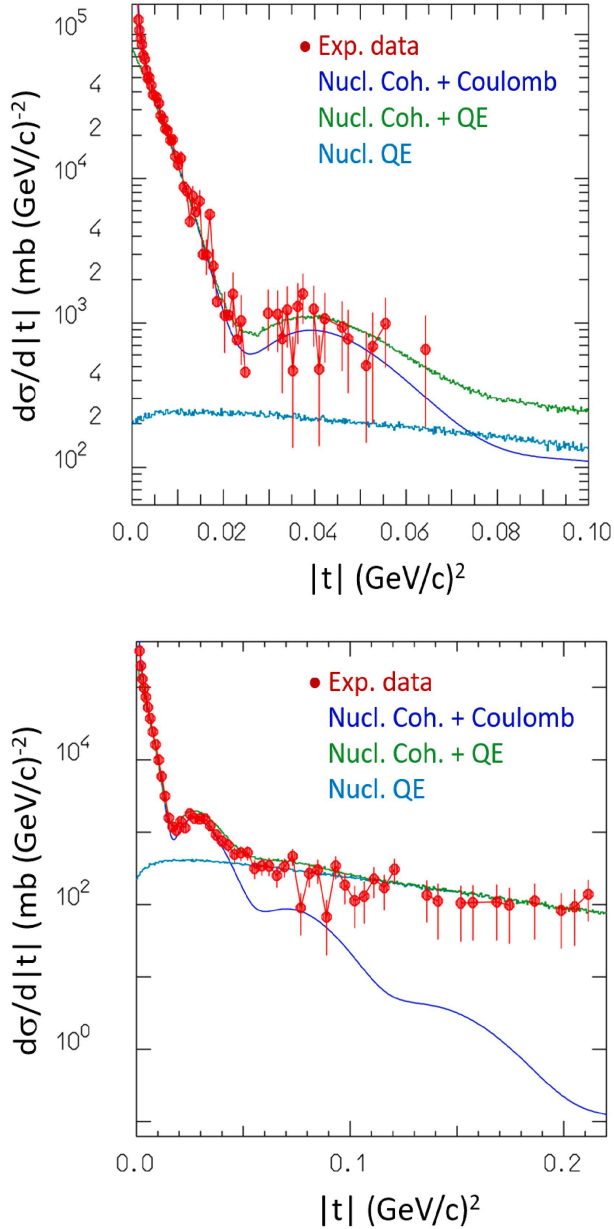 10^5
• Exp. data
4
Nucl. Coh. + Coulomb
2
Nucl. Coh. + QE
Nucl. QE
10^4
4
2
10^3
4
2
10^2
dσ/d|t| (mb (GeV/c)^-2)
0.0 0.02 0.04 0.06 0.08 0.10
|t| (GeV/c)^2
• Exp. data
Nucl. Coh. + Coulomb
10^4
Nucl. Coh. + QE
Nucl. QE
10^2
10^0
dσ/d|t| (mb (GeV/c)^-2)
0.0 0.1 0.2
|t| (GeV/c)^2